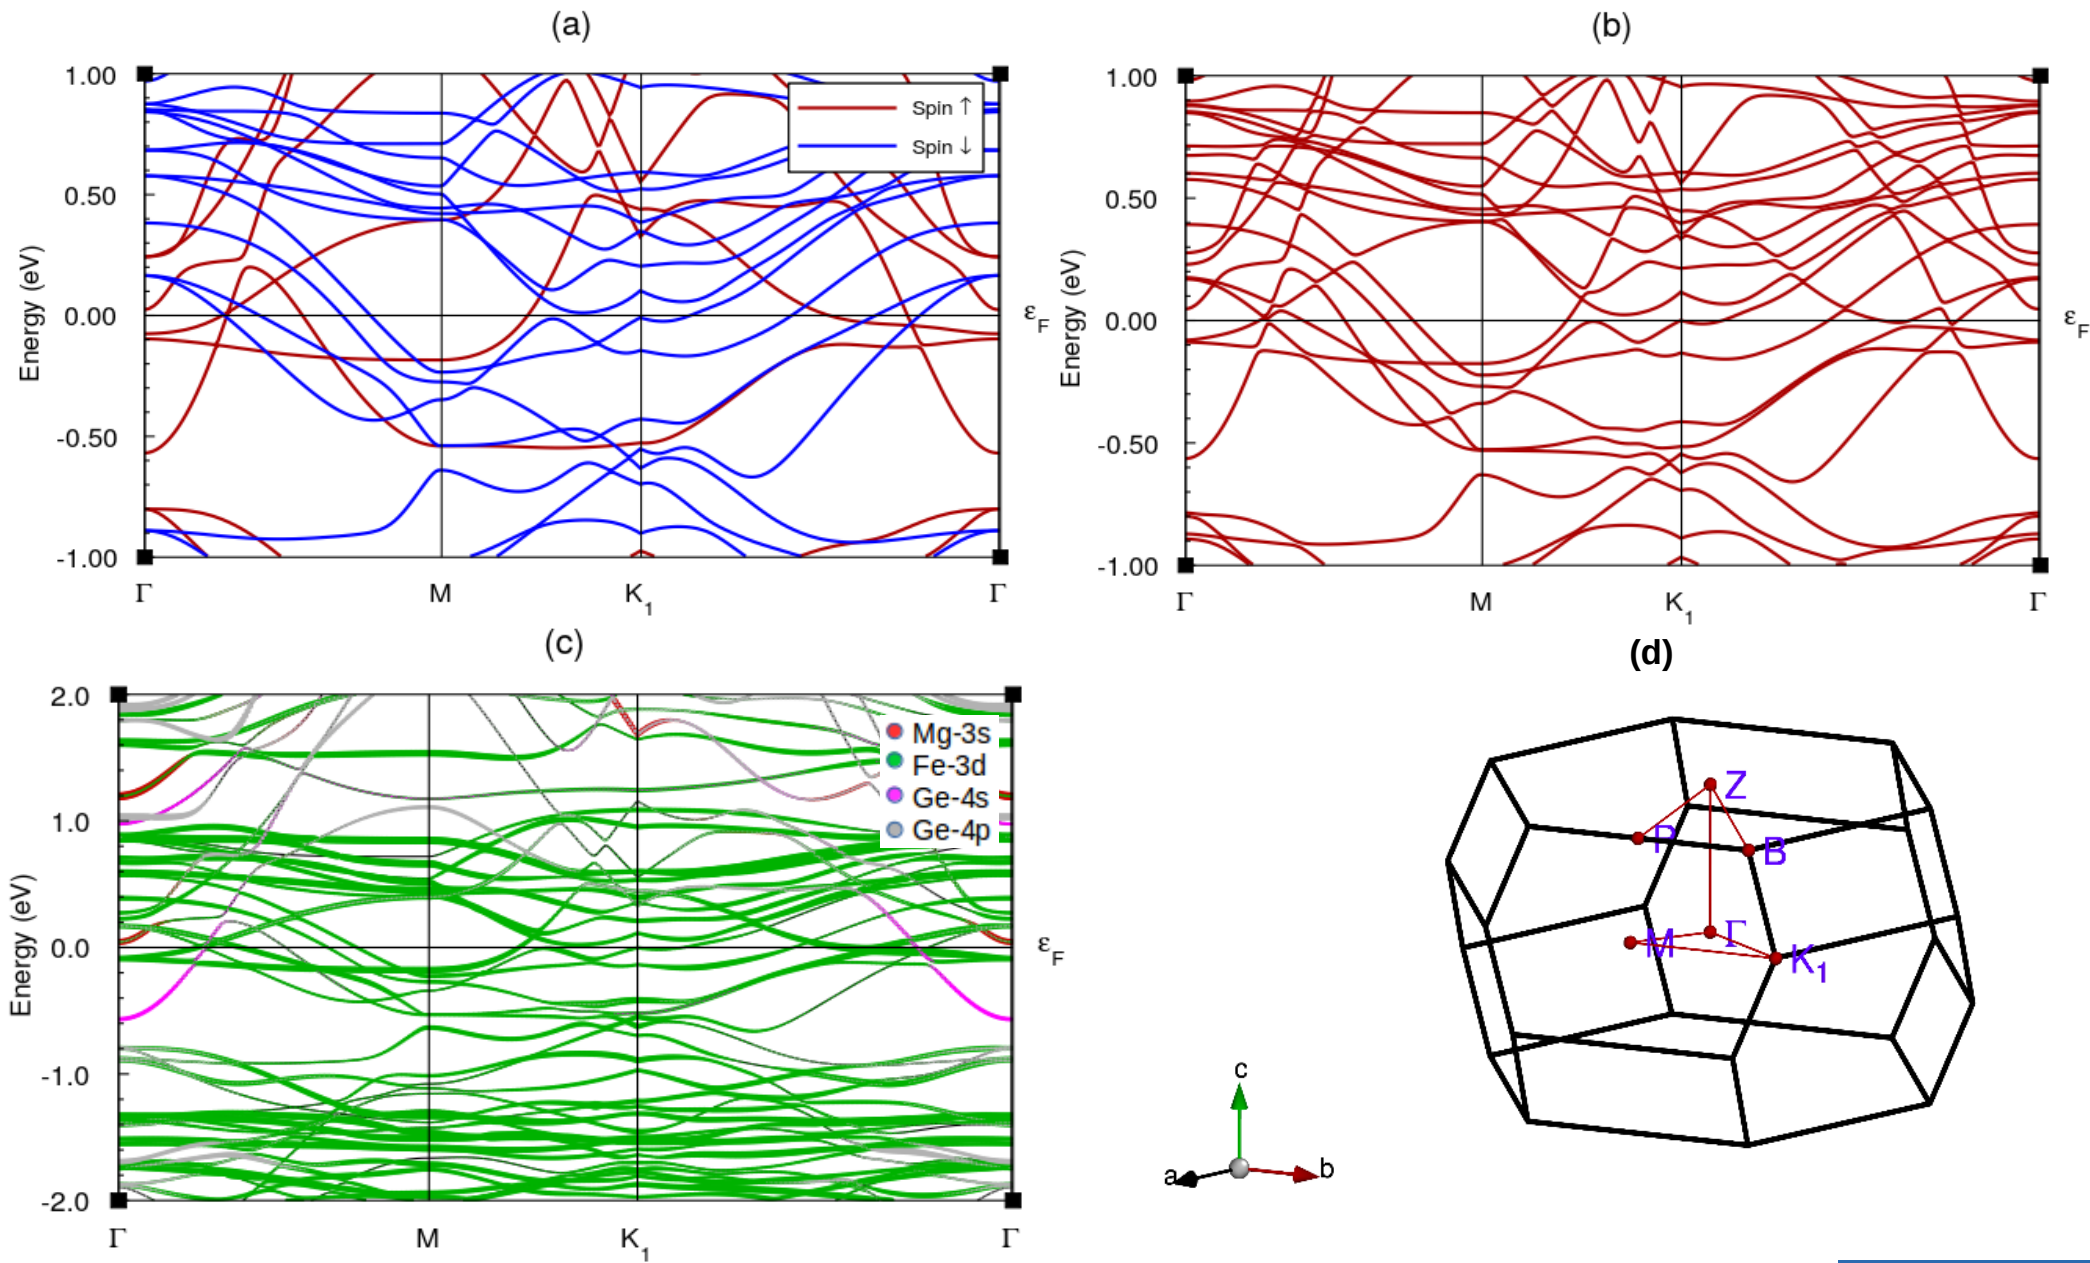 (a)
Energy (eV)
1.00
0.50
0.00
-0.50
-1.00
Spin ↑
Spin ↓
Γ M K1 Γ
εF
(b)
Energy (eV)
1.00
0.50
0.00
-0.50
-1.00
Γ M K1 Γ
εF
(c)
Energy (eV)
2.0
1.0
0.0
-1.0
-2.0
Mg-3s
Fe-3d
Ge-4s
Ge-4p
Γ M K1 Γ
εF
(d)
Z
P
B
M
Γ
K1
c
a
b